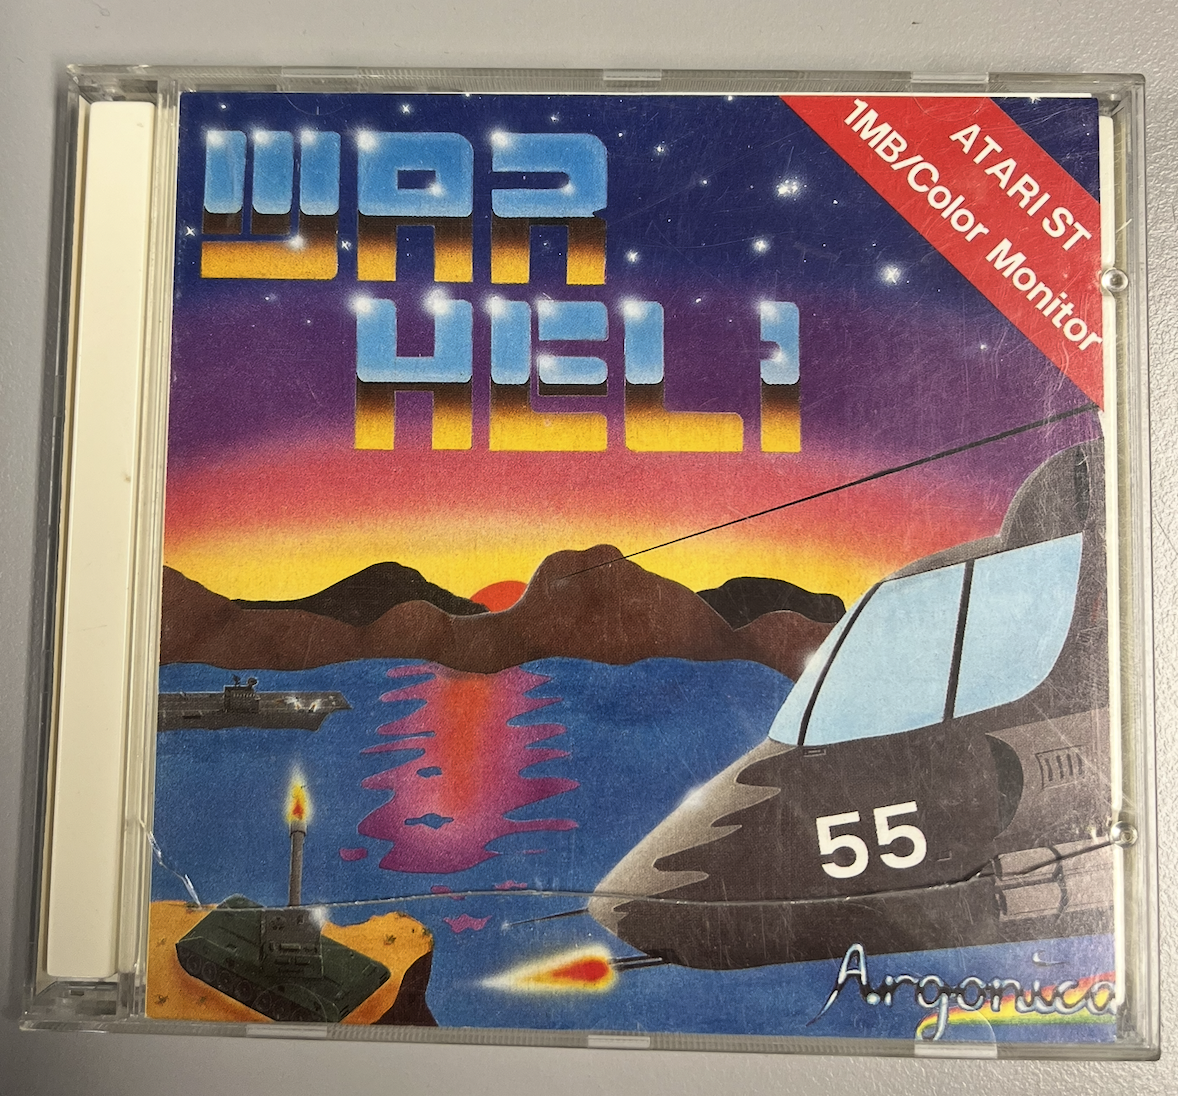 WAR
HELI
ATARI ST
1MB/Color Monitor
55
Argonica